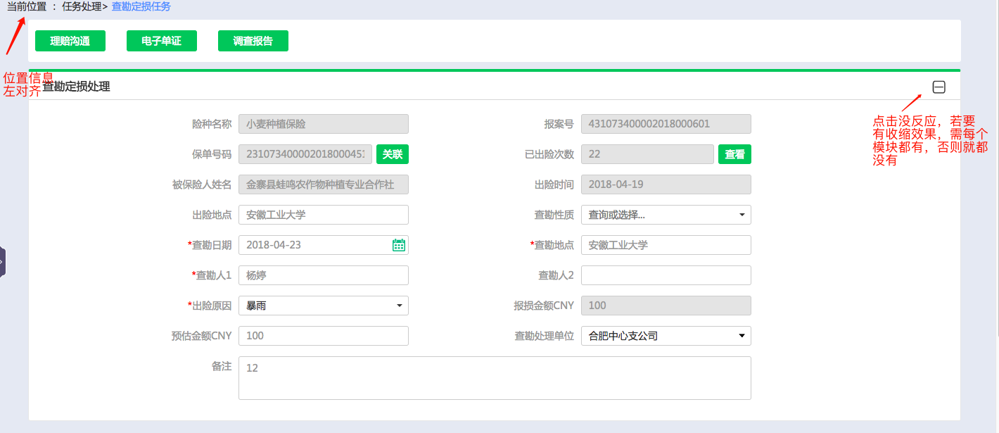 当前位置 ： 任务处理> 查勘定损任务
理赔沟通 电子单证 调查报告
位置信息
左对齐
查勘定损处理
点击没反应，若要
有收缩效果，需每个
模块都有，否则就都
没有
险种名称 小麦种植保险 报案号 431073400002018000601
保单号码 231073400002018000451 关联 已出险次数 22 查看
被保险人姓名 金寨县蛙鸣农作物种植专业合作社 出险时间 2018-04-19
出险地点 安徽工业大学 查勘性质 查询或选择...
*查勘日期 2018-04-23 *查勘地点 安徽工业大学
*查勘人1 杨婷 查勘人2
*出险原因 暴雨 报损金额CNY 100
预估金额CNY 100 查勘处理单位 合肥中心支公司
备注 12